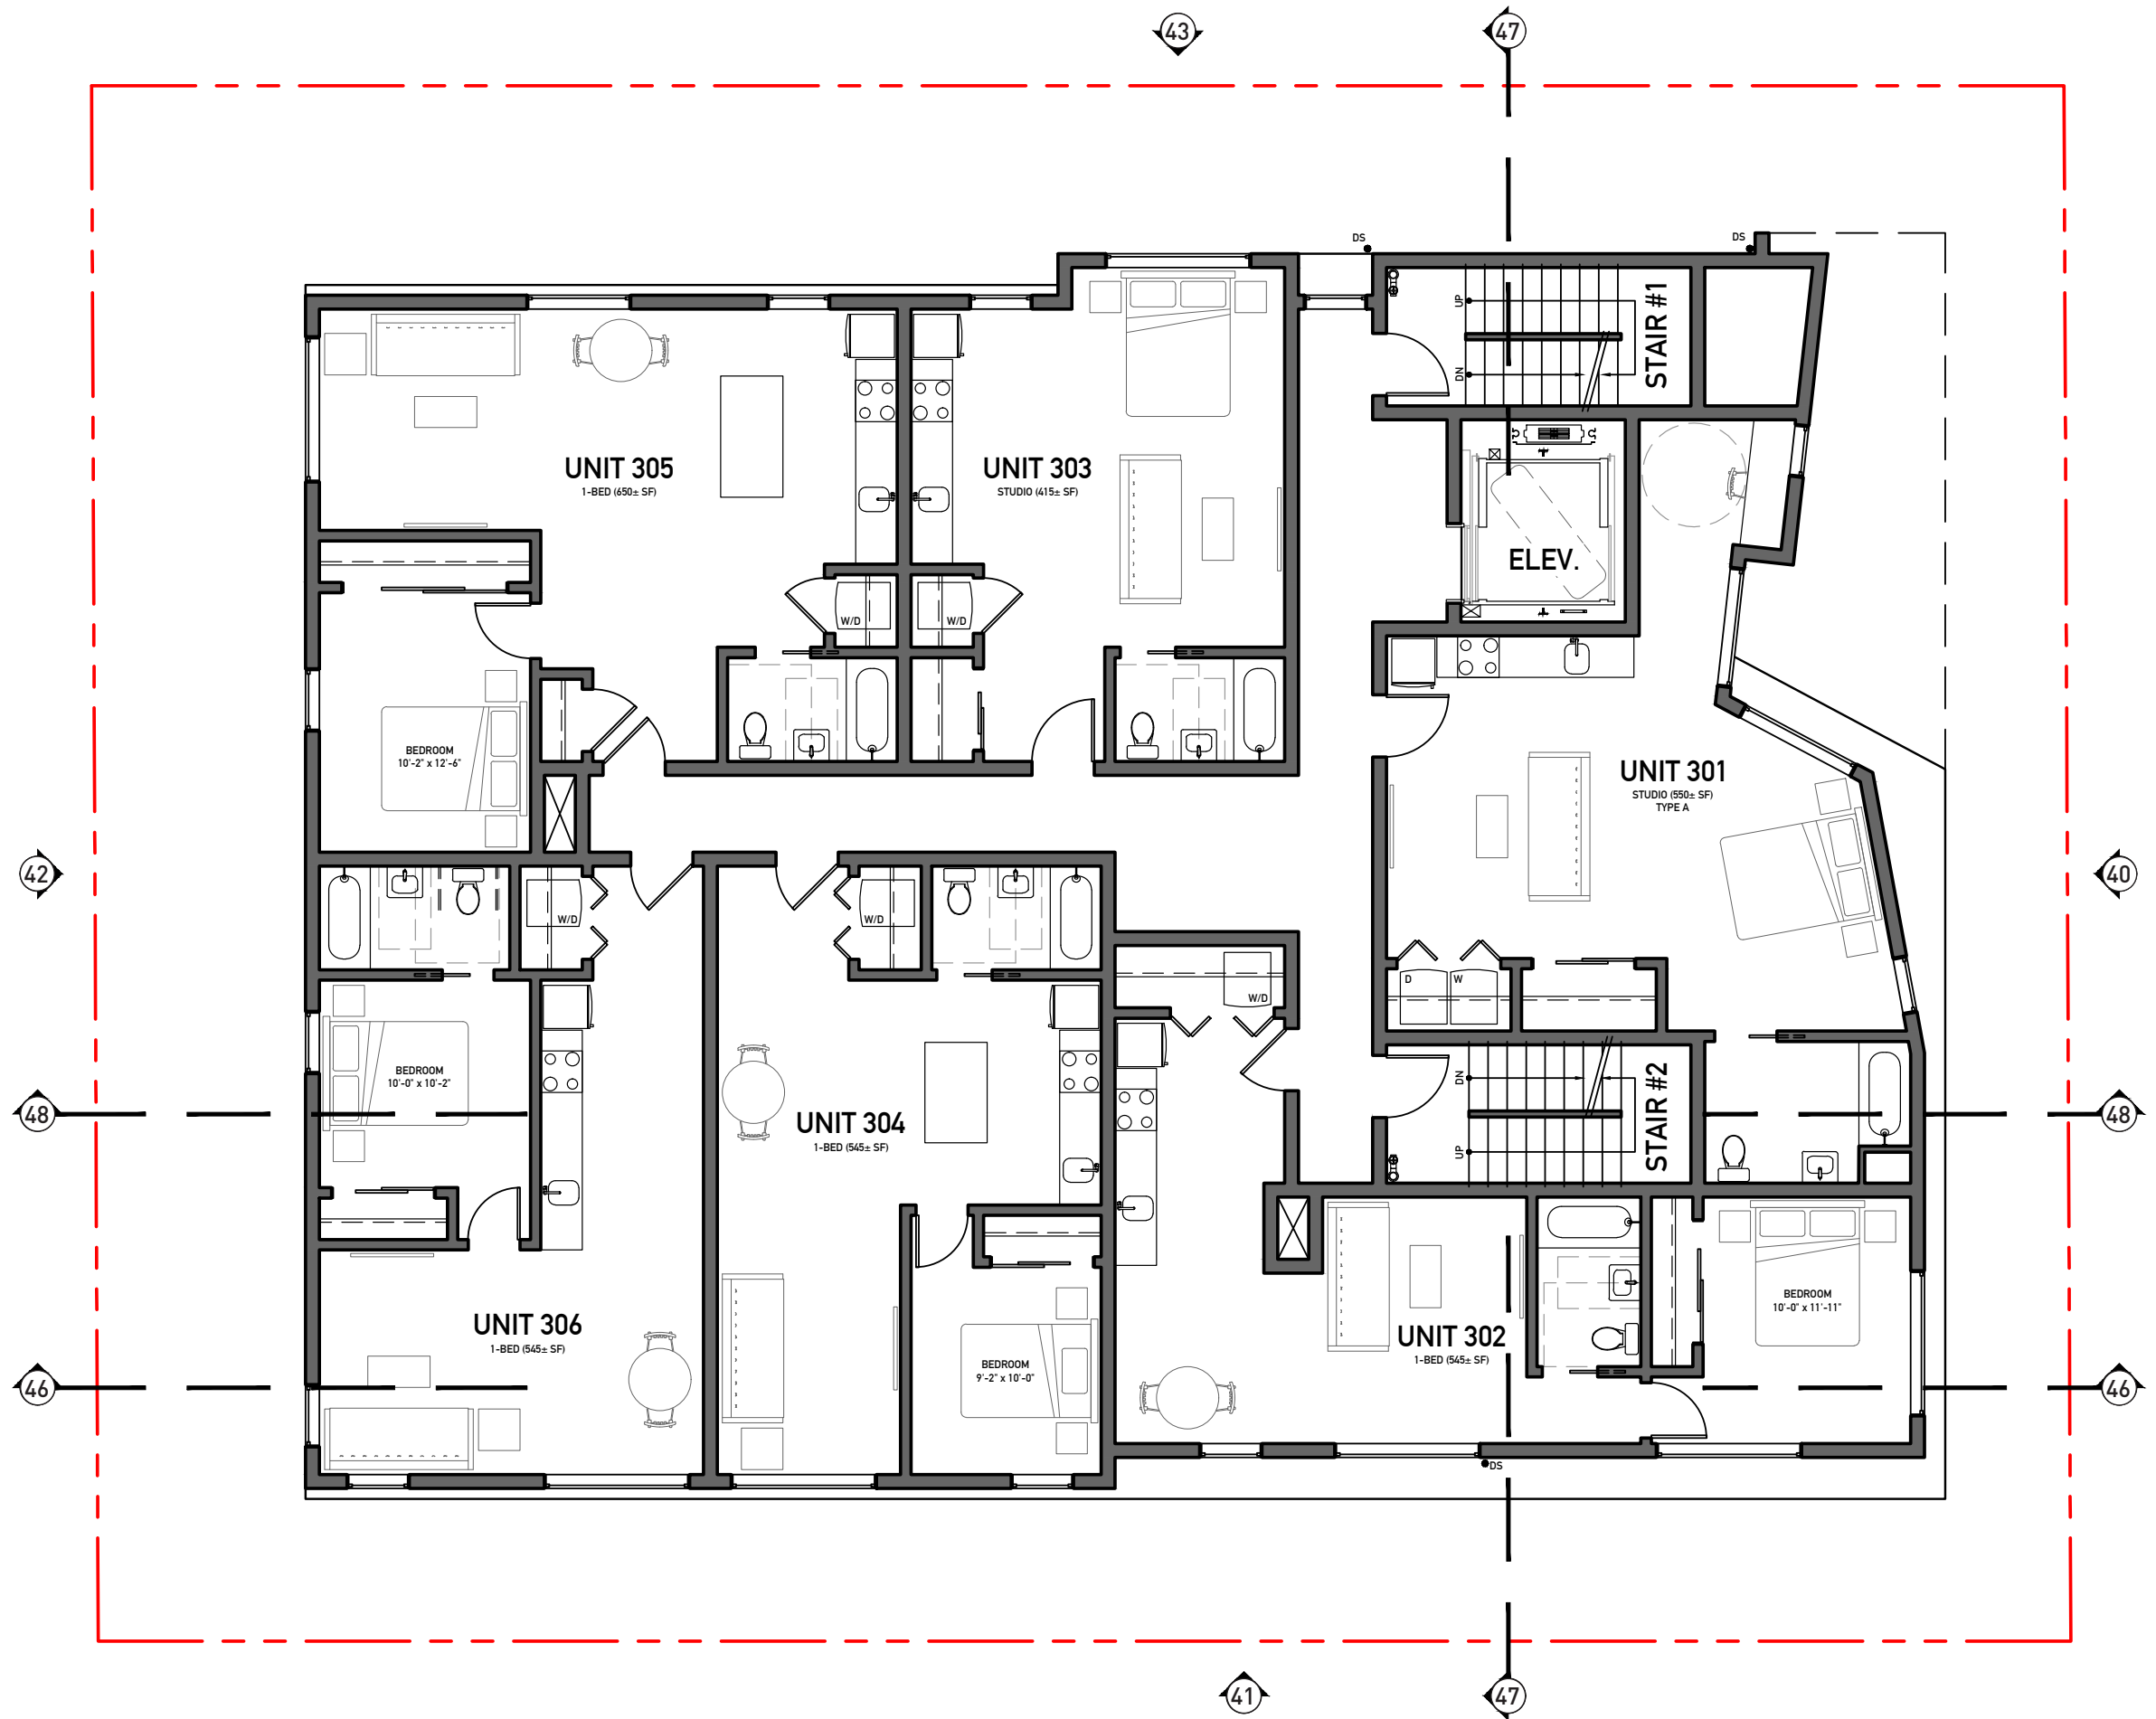 43
47
DS
DS
UP
DN
STAIR #1
UNIT 305
1-BED (650± SF)
UNIT 303
STUDIO (415± SF)
ELEV.
W/D
W/D
BEDROOM
10'-2" x 12'-6"
UNIT 301
STUDIO (550± SF)
TYPE A
42
40
W/D
W/D
W/D
D
W
BEDROOM
10'-0" x 10'-2"
UNIT 304
1-BED (545± SF)
DN
UP
STAIR #2
48
48
UNIT 306
1-BED (545± SF)
BEDROOM
9'-2" x 10'-0"
UNIT 302
1-BED (545± SF)
BEDROOM
10'-0" x 11'-11"
46
46
DS
41
47